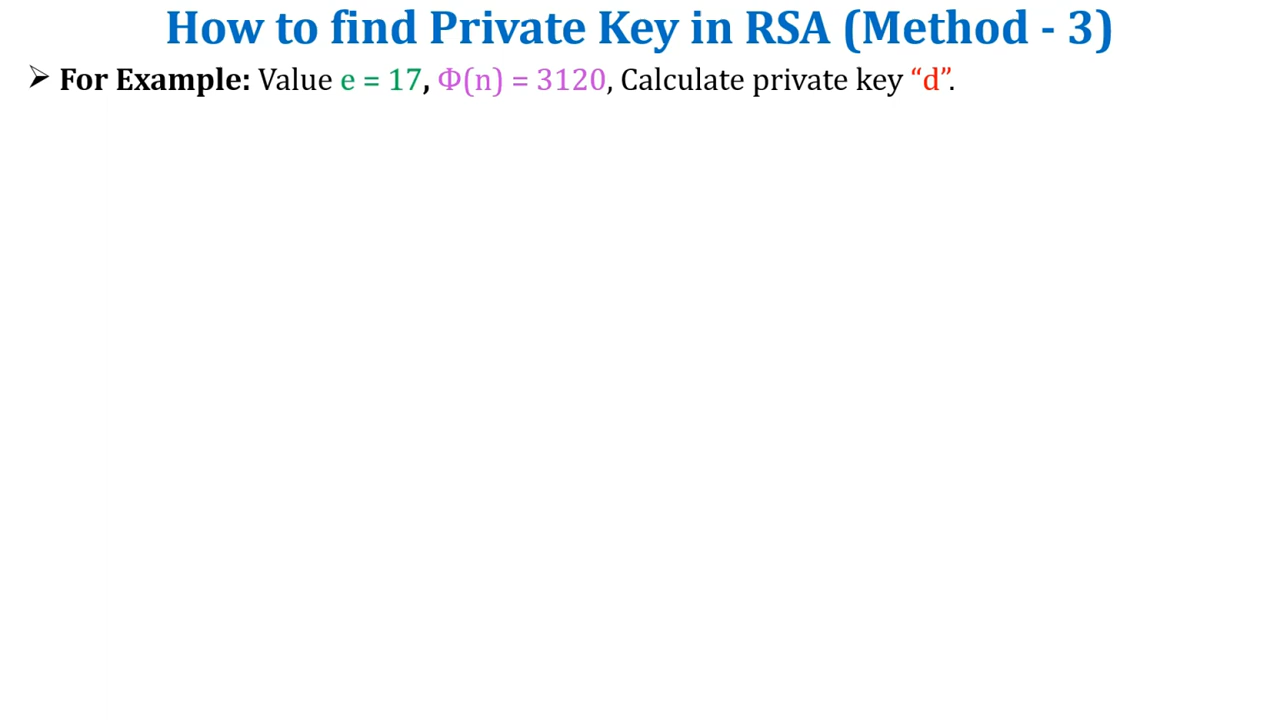 How to find Private Key in RSA (Method - 3)
➢ For Example: Value e = 17, Φ(n) = 3120, Calculate private key “d”.